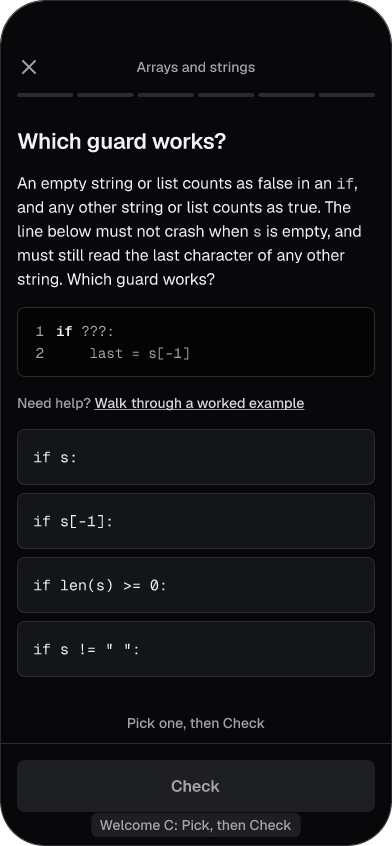 Arrays and strings
Which guard works?
An empty string or list counts as false in an if,
and any other string or list counts as true. The
line below must not crash when s is empty, and
must still read the last character of any other
string. Which guard works?
1 if ???:
2     last = s[-1]
Need help? Walk through a worked example
if s:
if s[-1]:
if len(s) >= 0:
if s != " ":
Pick one, then Check
Check
Welcome C: Pick, then Check